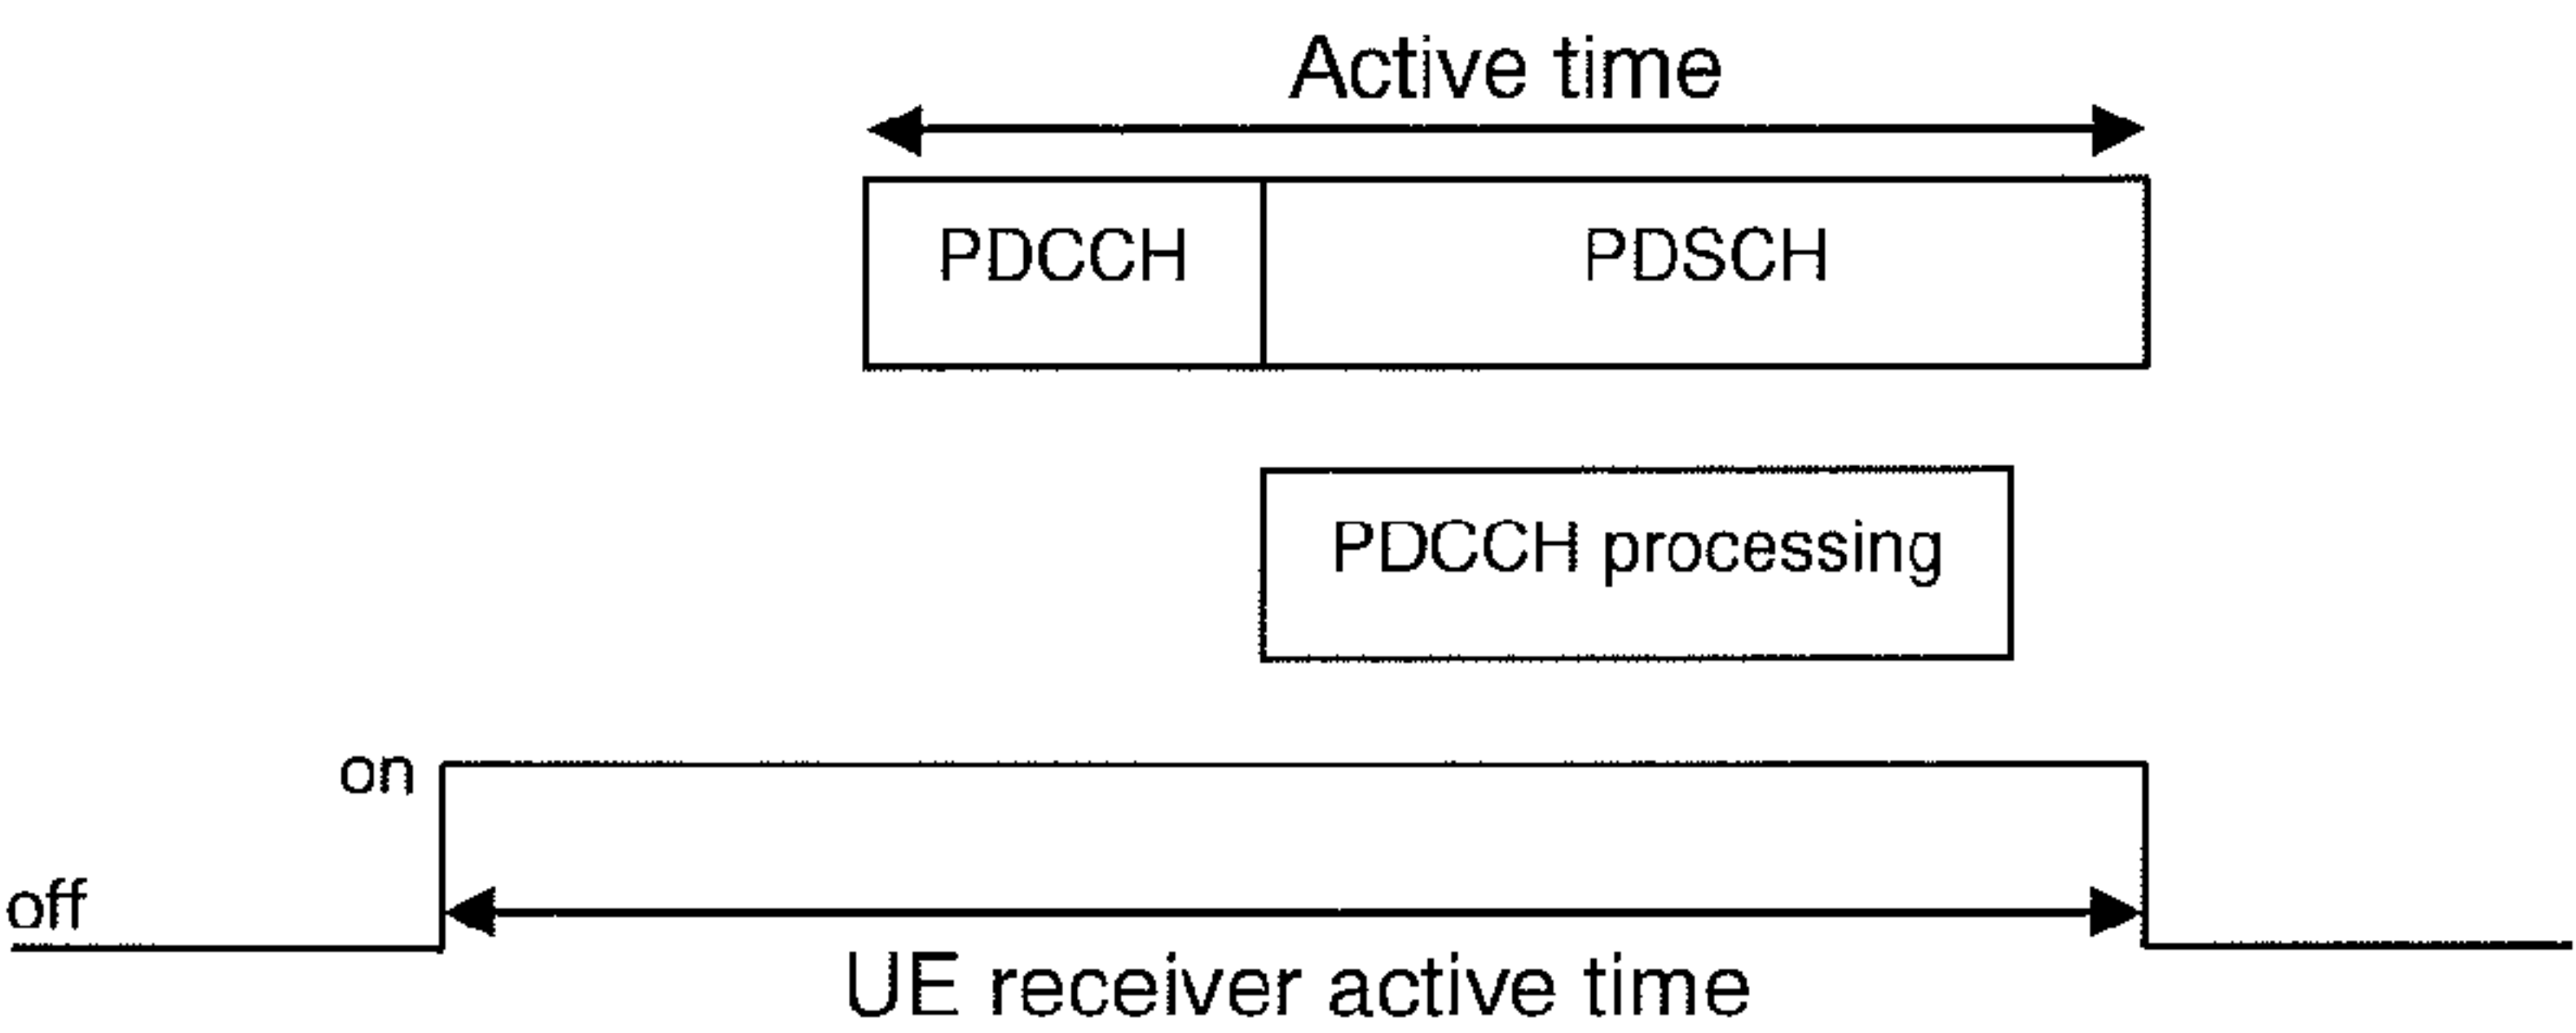 Active time
PDCCH
PDSCH
PDCCH processing
on
off
UE receiver active time